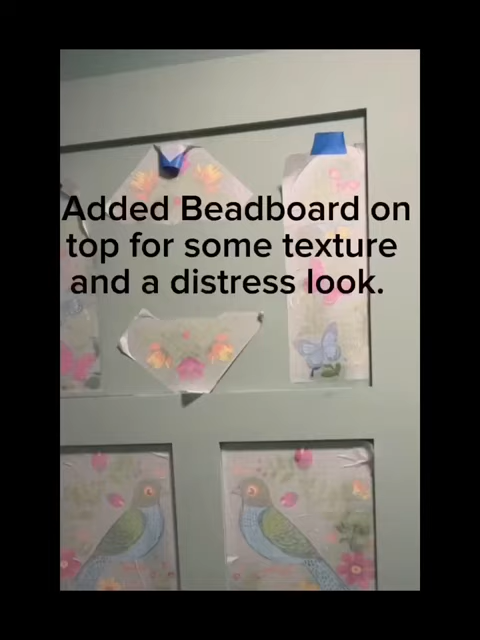 Added Beadboard on
top for some texture
and a distress look.